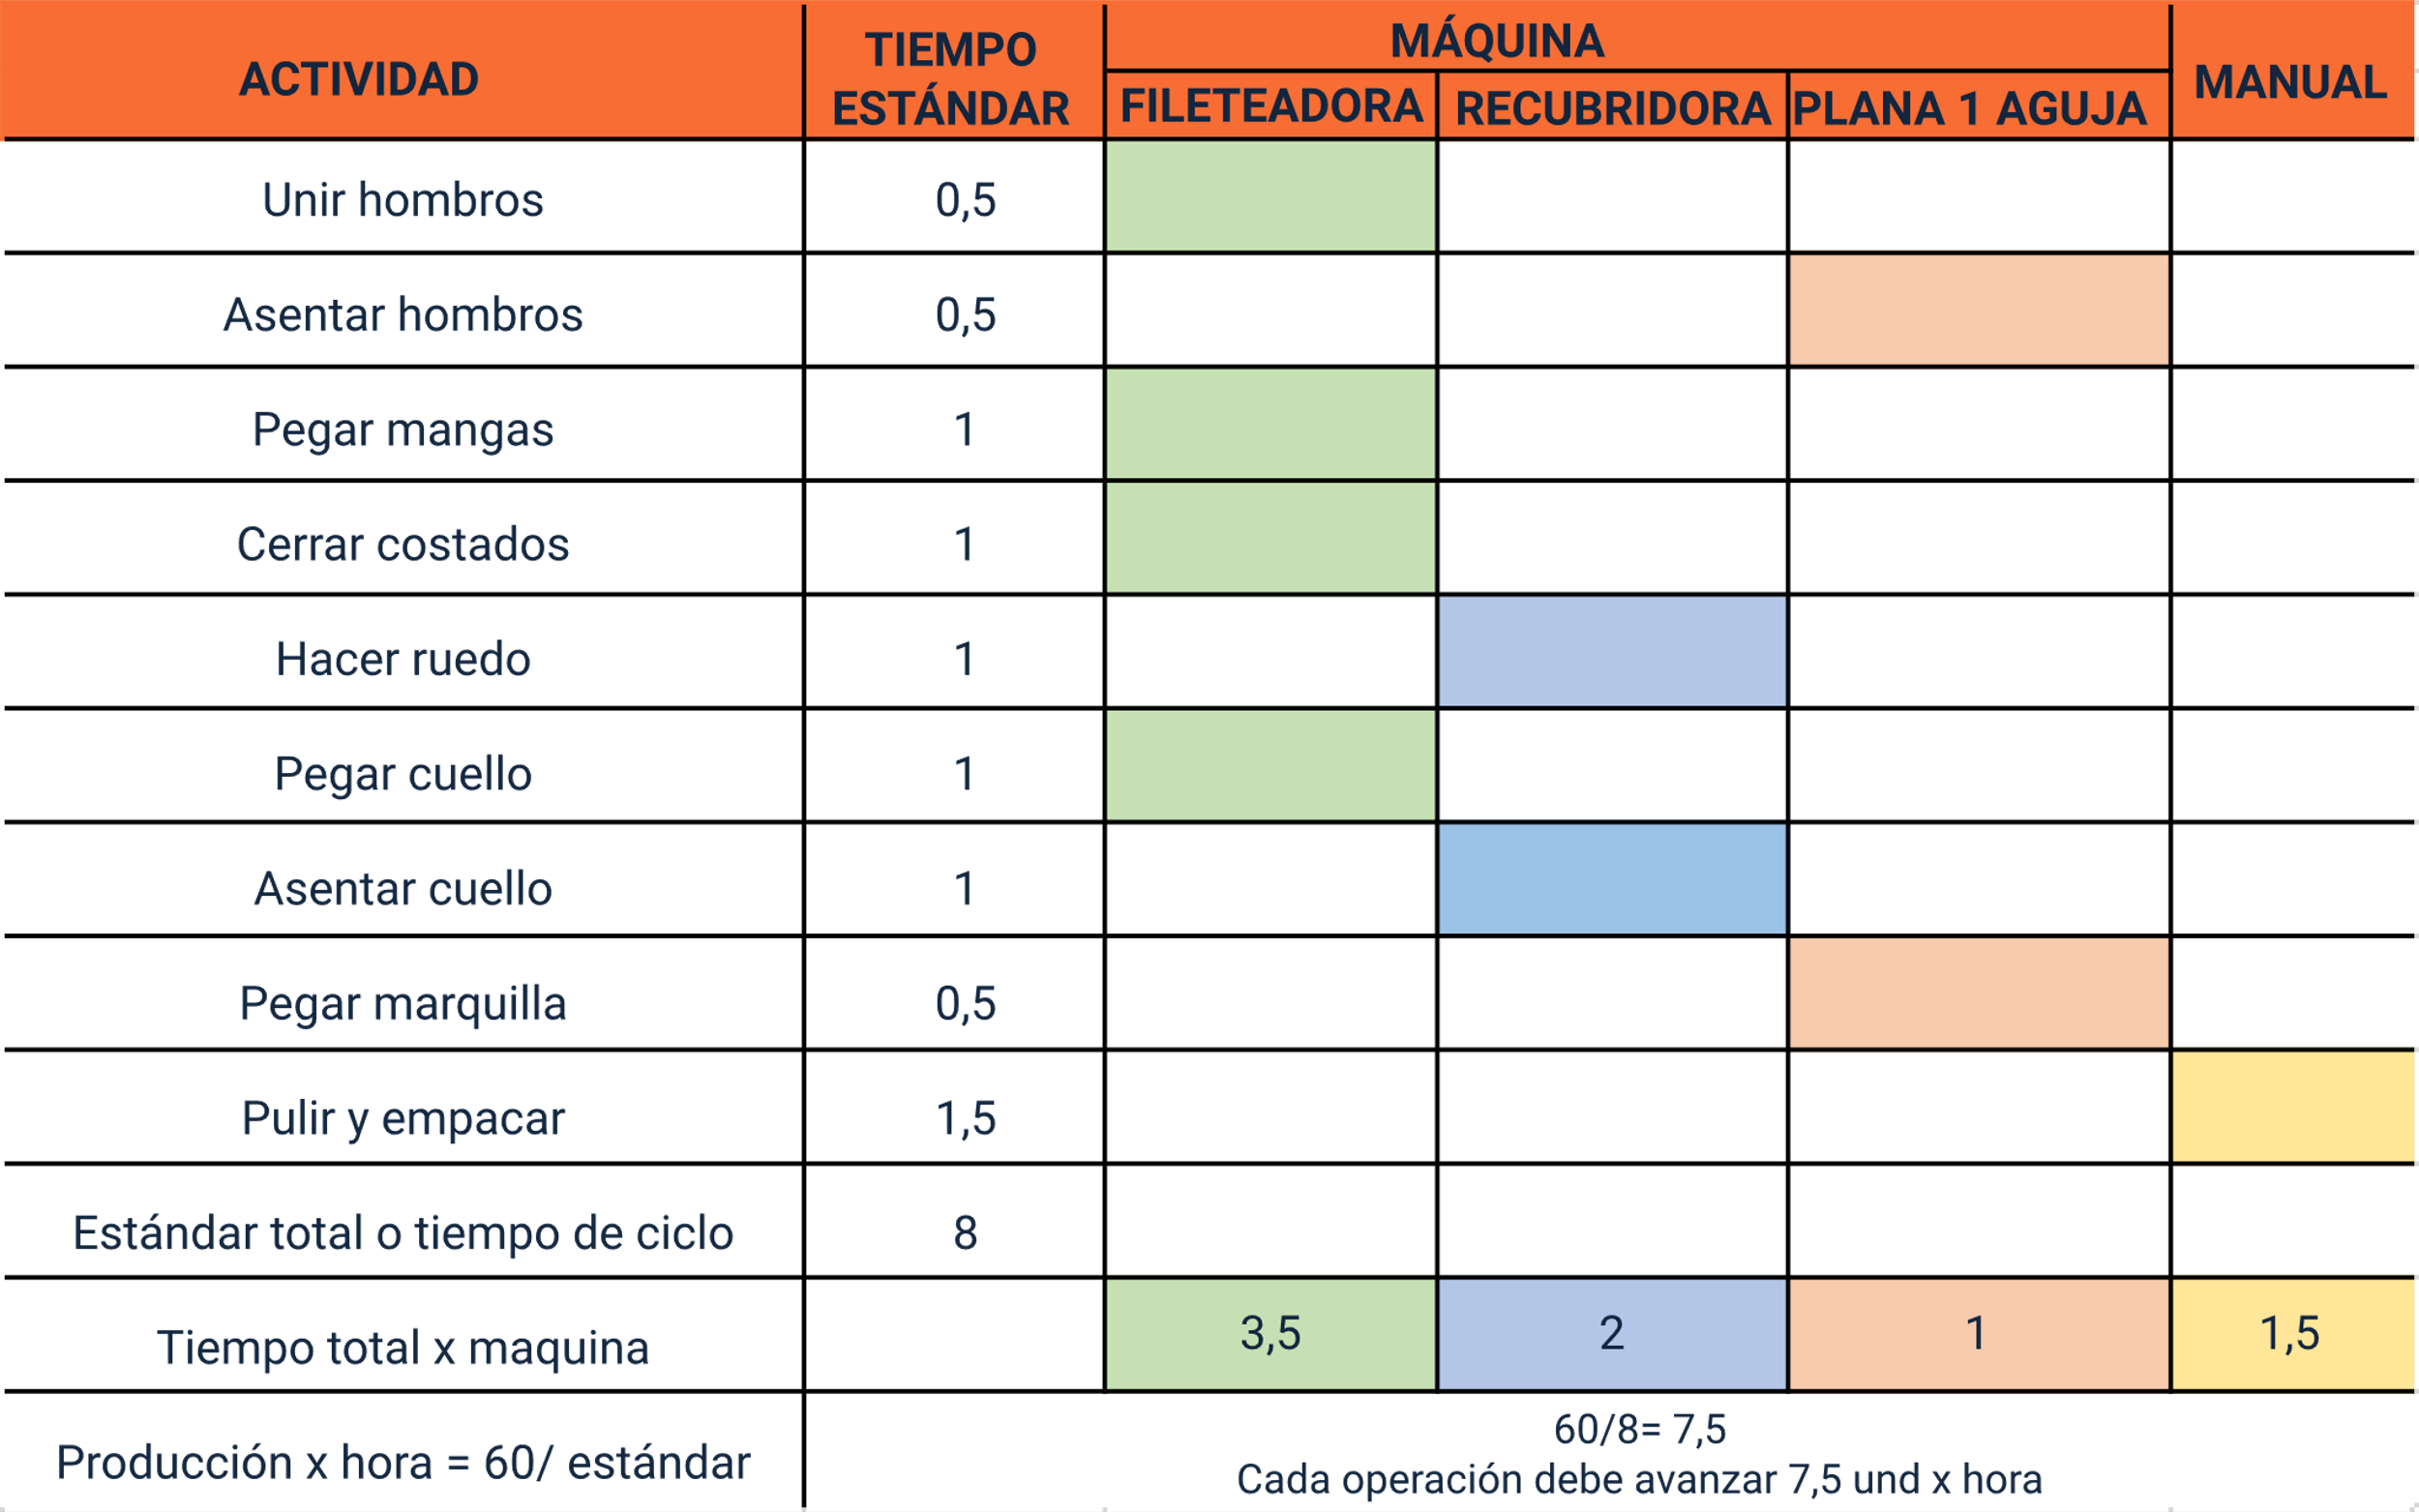 ACTIVIDAD
TIEMPO
ESTÁNDAR
MÁQUINA
FILETEADORA
RECUBRIDORA
PLANA 1 AGUJA
MANUAL
Unir hombros
0,5
Asentar hombros
0,5
Pegar mangas
1
Cerrar costados
1
Hacer ruedo
1
Pegar cuello
1
Asentar cuello
1
Pegar marquilla
0,5
Pulir y empacar
1,5
Estándar total o tiempo de ciclo
8
Tiempo total x maquina
3,5
2
1
1,5
Producción x hora = 60/ estándar
60/8= 7,5
Cada operación debe avanzar 7,5 und x hora